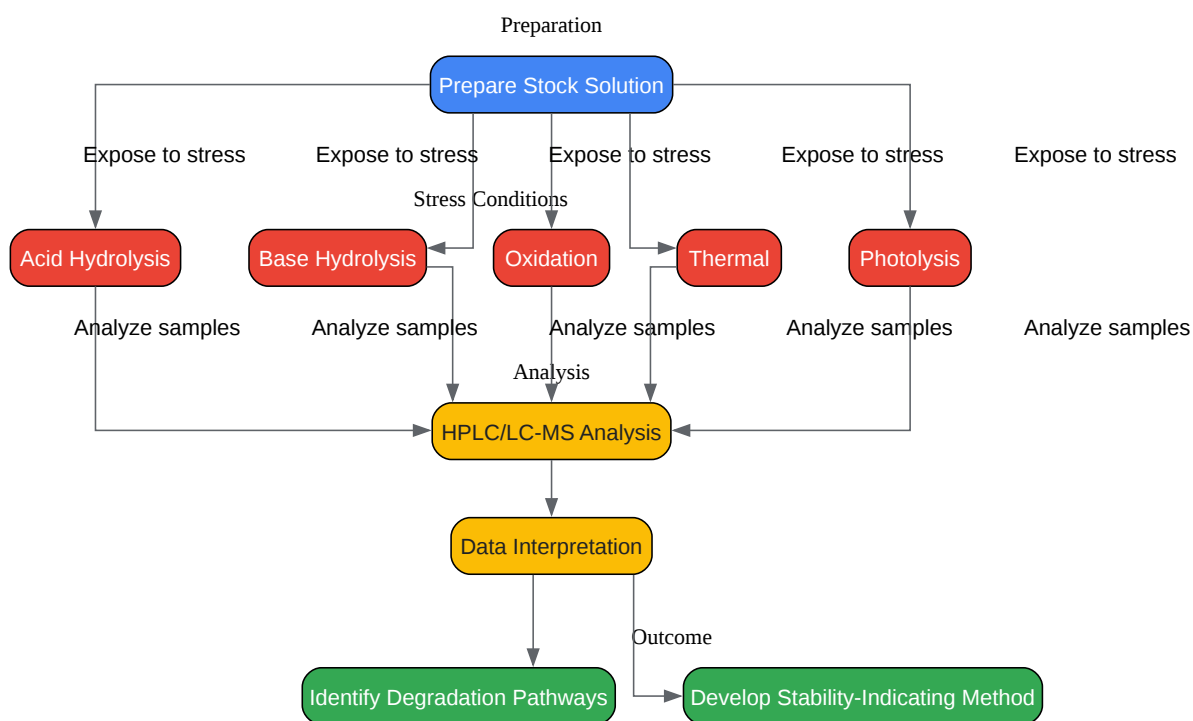 Preparation
Prepare Stock Solution
Expose to stress
Expose to stress
Expose to stress
Expose to stress
Expose to stress
Stress Conditions
Acid Hydrolysis
Base Hydrolysis
Oxidation
Thermal
Photolysis
Analyze samples
Analyze samples
Analyze samples
Analyze samples
Analyze samples
Analysis
HPLC/LC-MS Analysis
Data Interpretation
Outcome
Identify Degradation Pathways
Develop Stability-Indicating Method